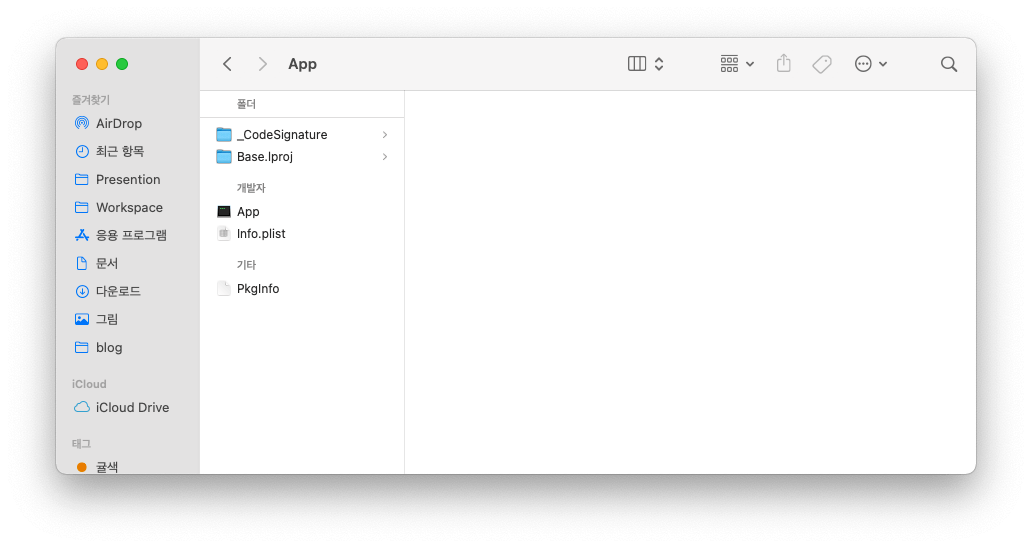 App
즐겨찾기
AirDrop
최근 항목
Presention
Workspace
응용 프로그램
문서
다운로드
그림
blog
iCloud
iCloud Drive
태그
귤색
폴더
_CodeSignature
Base.lproj
개발자
App
Info.plist
기타
PkgInfo